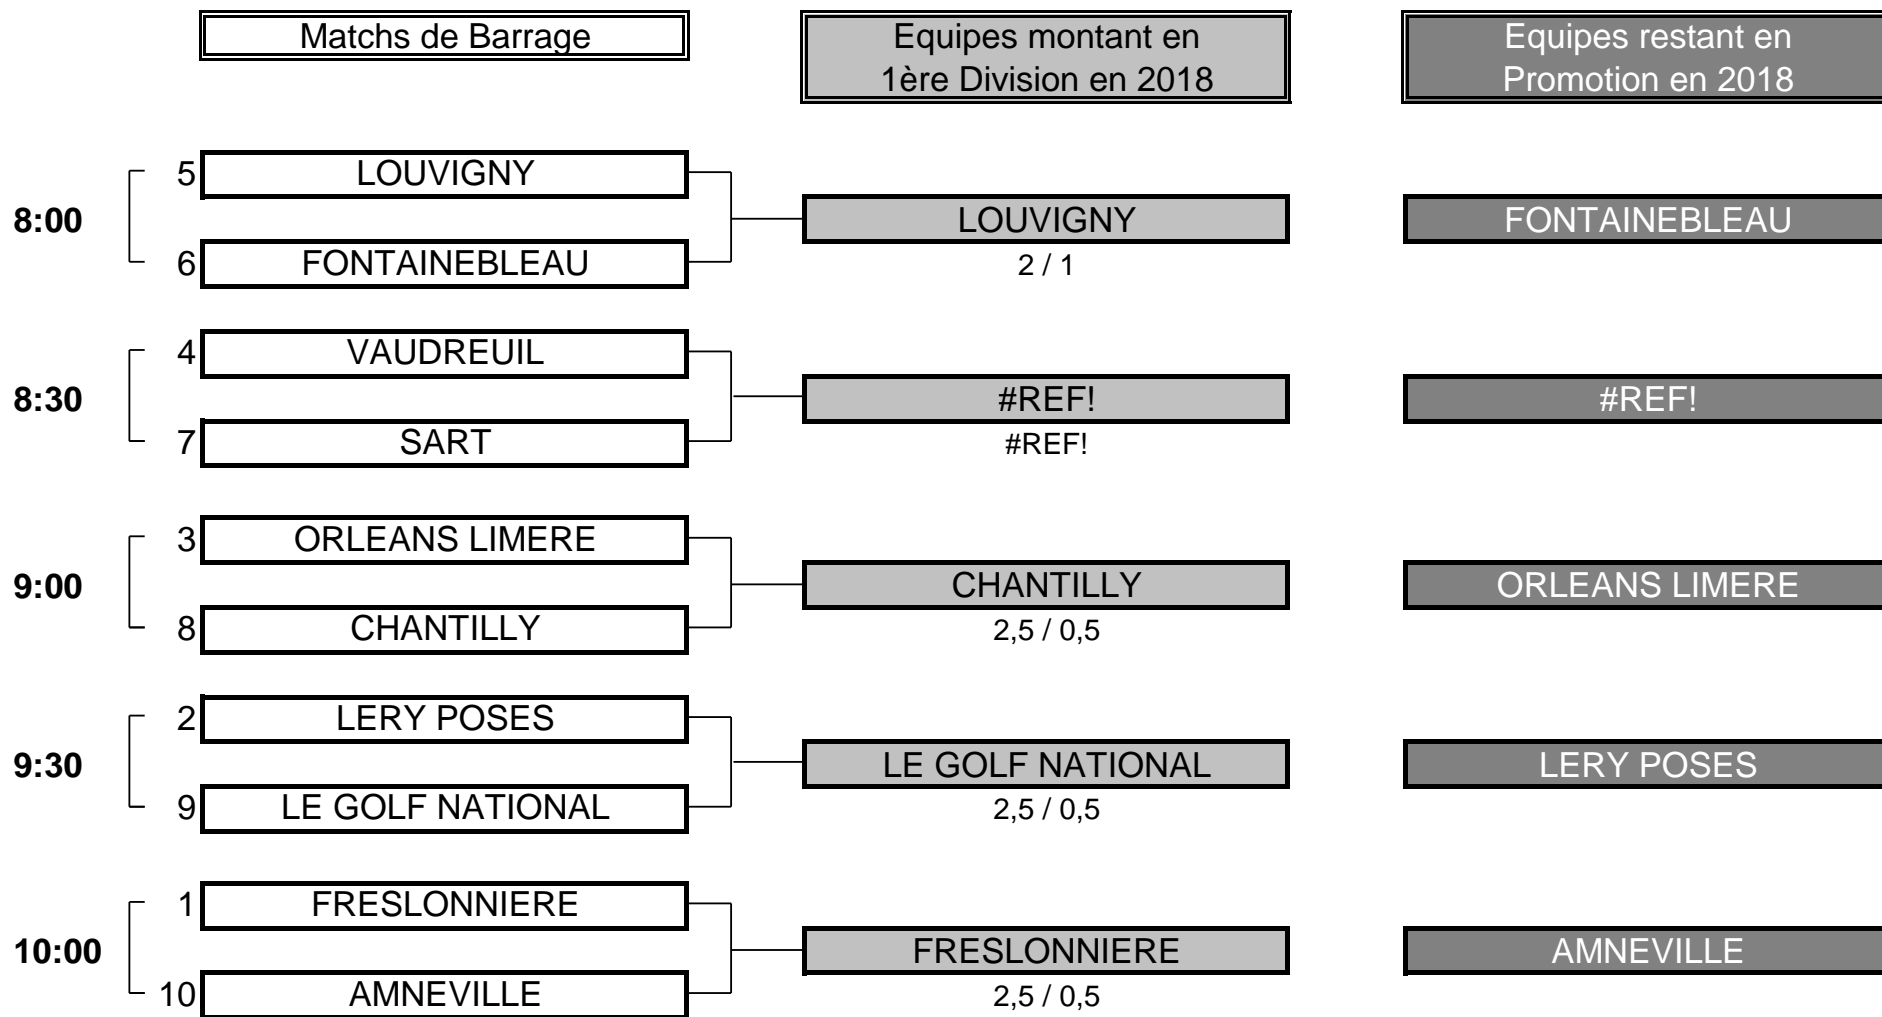 Matchs de Barrage
Equipes montant en
1ère Division en 2018
Equipes restant en
Promotion en 2018
8:00
5 LOUVIGNY
6 FONTAINEBLEAU
LOUVIGNY
2 / 1
FONTAINEBLEAU
8:30
4 VAUDREUIL
7 SART
#REF!
#REF!
#REF!
9:00
3 ORLEANS LIMERE
8 CHANTILLY
CHANTILLY
2,5 / 0,5
ORLEANS LIMERE
9:30
2 LERY POSES
9 LE GOLF NATIONAL
LE GOLF NATIONAL
2,5 / 0,5
LERY POSES
10:00
1 FRESLONNIERE
10 AMNEVILLE
FRESLONNIERE
2,5 / 0,5
AMNEVILLE